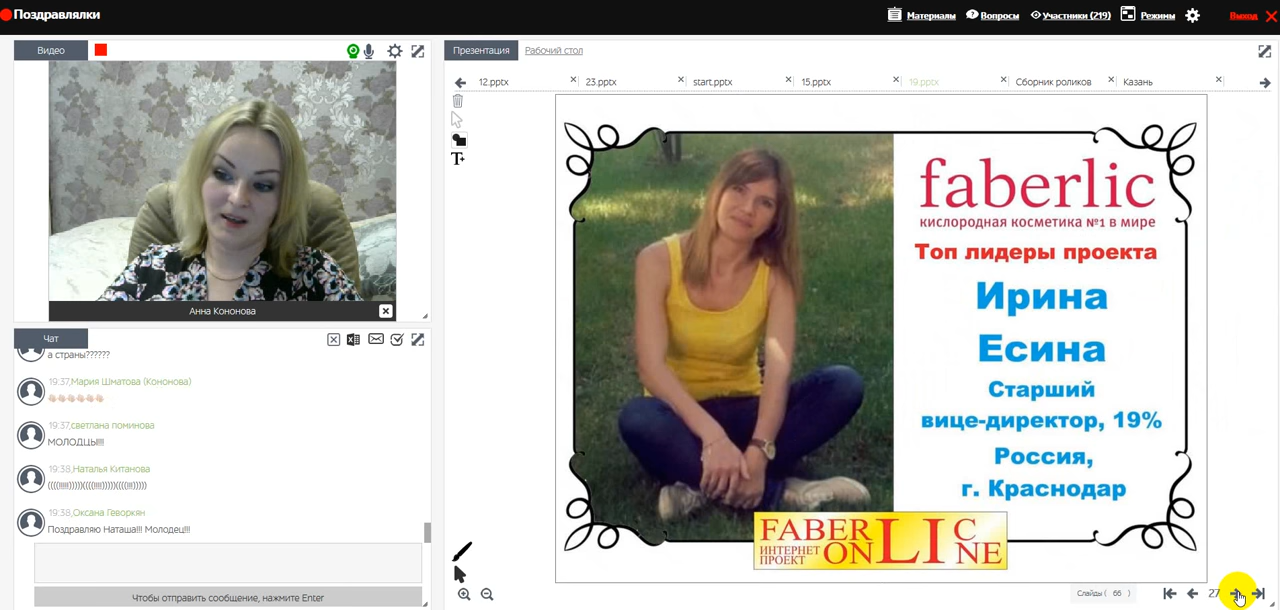 Поздравлялки
Материалы
Вопросы
Участники (219)
Режимы
Выход
Видео
Анна Кононова
Чат
а страны??????
19:37, Мария Шматова (Кононова)
19:37, светлана поминова
МОЛОДЦЫ!!!
19:38, Наталья Китанова
19:38, Оксана Геворкян
Поздравляю Наташа!!! Молодец!!!
Чтобы отправить сообщение, нажмите Enter
Презентация
Рабочий стол
12.pptx
23.pptx
start.pptx
15.pptx
19.pptx
Сборник роликов
Казань
faberlic
кислородная косметика №1 в мире
Топ лидеры проекта
Ирина
Есина
Старший
вице-директор, 19%
Россия,
г. Краснодар
FABERLIC
ИНТЕРНЕТ
ПРОЕКТ
ONLINE
Слайды ( 66 )
27